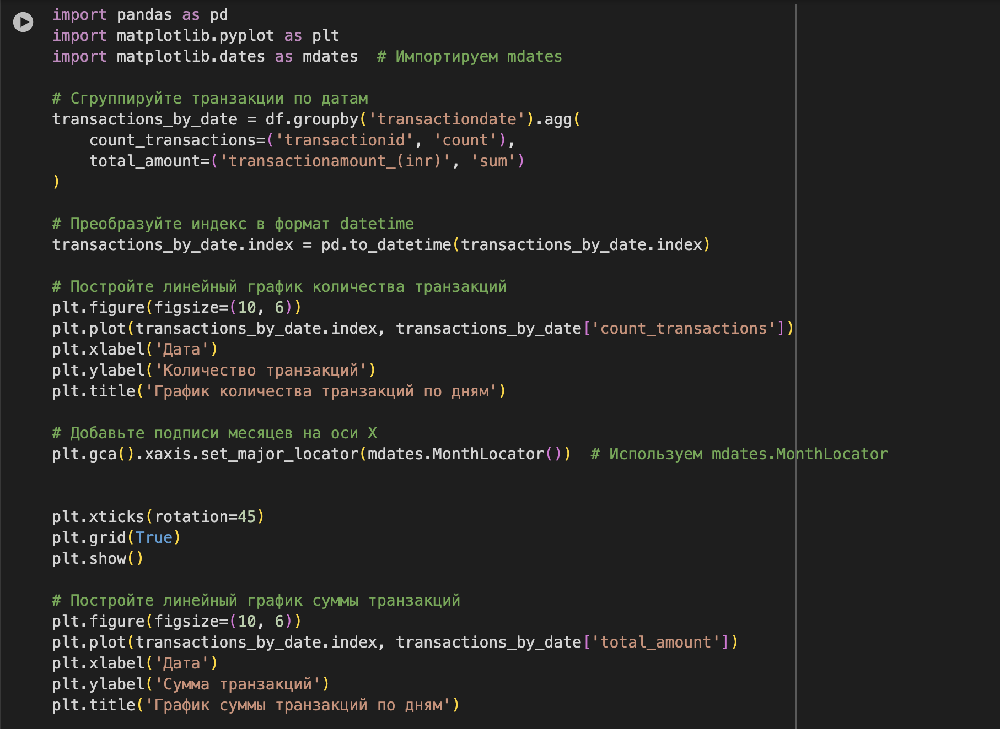 import pandas as pd
import matplotlib.pyplot as plt
import matplotlib.dates as mdates  # Импортируем mdates
# Сгруппируйте транзакции по датам
transactions_by_date = df.groupby('transactiondate').agg(
    count_transactions=('transactionid', 'count'),
    total_amount=('transactionamount_(inr)', 'sum')
)
# Преобразуйте индекс в формат datetime
transactions_by_date.index = pd.to_datetime(transactions_by_date.index)
# Постройте линейный график количества транзакций
plt.figure(figsize=(10, 6))
plt.plot(transactions_by_date.index, transactions_by_date['count_transactions'])
plt.xlabel('Дата')
plt.ylabel('Количество транзакций')
plt.title('График количества транзакций по дням')
# Добавьте подписи месяцев на оси X
plt.gca().xaxis.set_major_locator(mdates.MonthLocator())  # Используем mdates.MonthLocator
plt.xticks(rotation=45)
plt.grid(True)
plt.show()
# Постройте линейный график суммы транзакций
plt.figure(figsize=(10, 6))
plt.plot(transactions_by_date.index, transactions_by_date['total_amount'])
plt.xlabel('Дата')
plt.ylabel('Сумма транзакций')
plt.title('График суммы транзакций по дням')